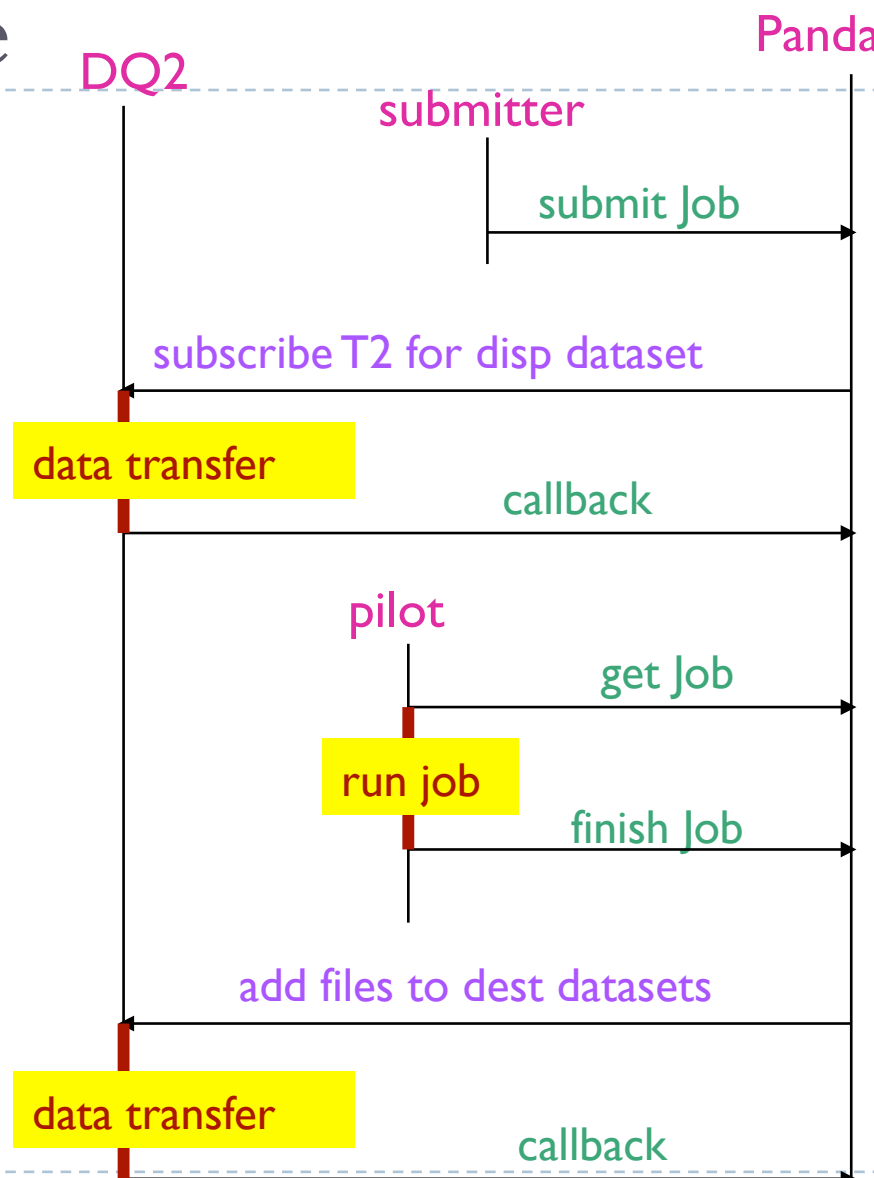 e
Panda
DQ2
submitter
submit Job
subscribe T2 for disp dataset
data transfer
callback
pilot
get Job
run job
finish Job
add files to dest datasets
data transfer
callback